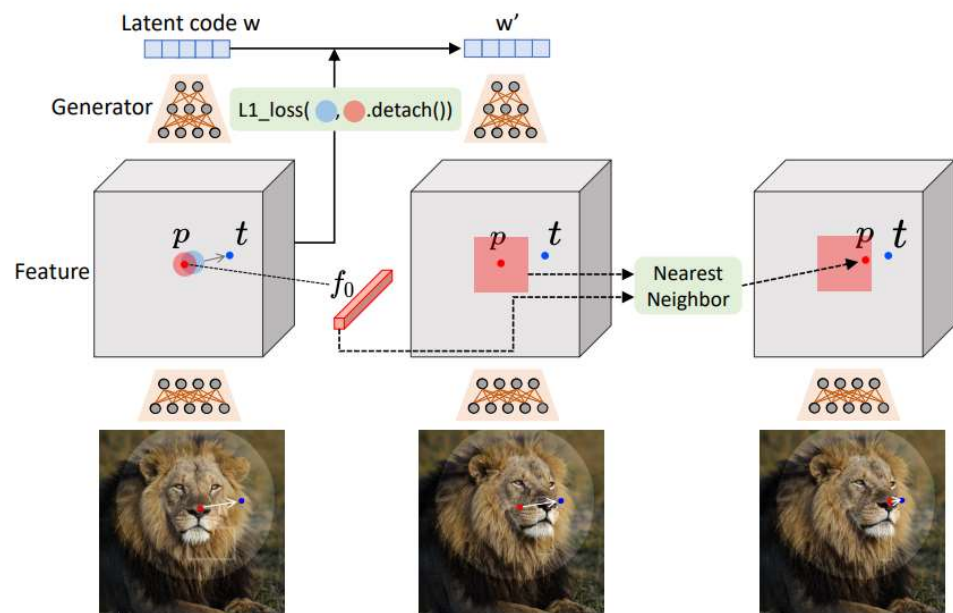 Latent code w
w’
Generator
L1_loss( , .detach())
p
t
p
t
p
t
Feature
f₀
Nearest
Neighbor